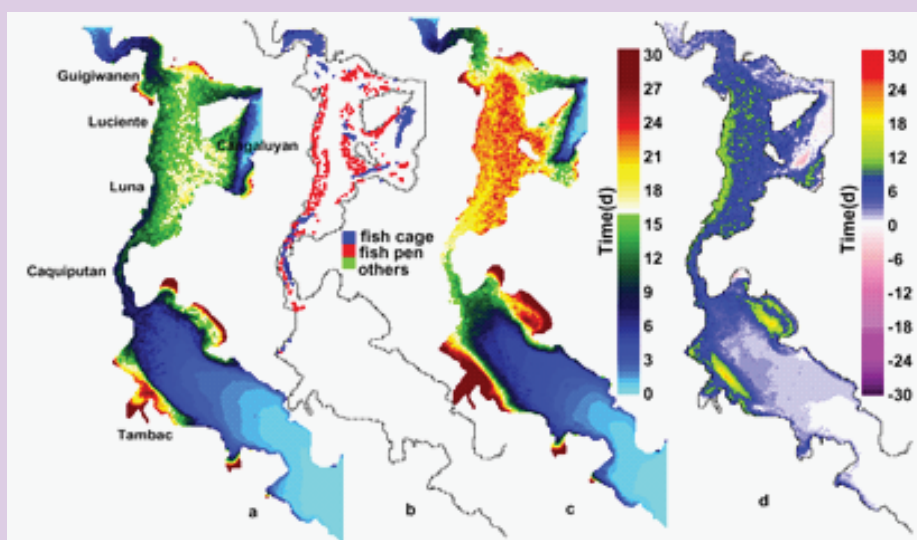 Guigiwanen
Luciente
Cangaluyan
Luna
Caquiputan
Tambac
a
fish cage
fish pen
others
b
c
30
27
24
21
18
15
12
9
6
3
0
Time(d)
d
30
24
18
12
6
0
-6
-12
-18
-24
-30
Time(d)